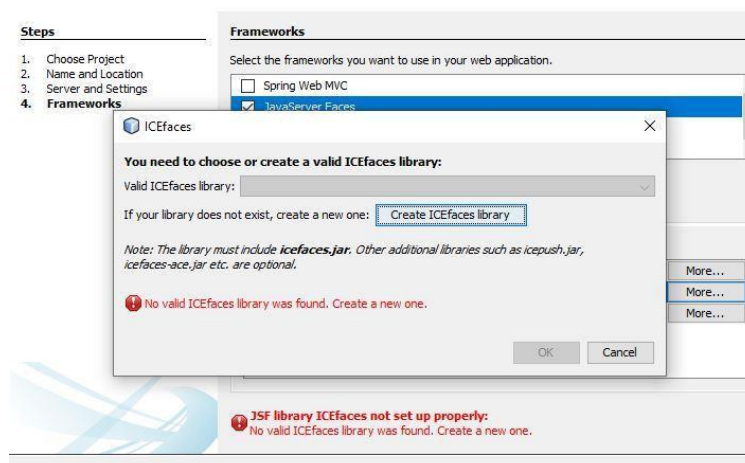 Steps
1. Choose Project
2. Name and Location
3. Server and Settings
4. Frameworks
Frameworks
Select the frameworks you want to use in your web application.
Spring Web MVC
JavaServer Faces
ICEfaces
You need to choose or create a valid ICEfaces library:
Valid ICEfaces library:
If your library does not exist, create a new one: Create ICEfaces library
Note: The library must include icefaces.jar. Other additional libraries such as icepush.jar,
icefaces-ace.jar etc. are optional.
No valid ICEfaces library was found. Create a new one.
OK Cancel
More...
More...
More...
JSF library ICEfaces not set up properly:
No valid ICEfaces library was found. Create a new one.